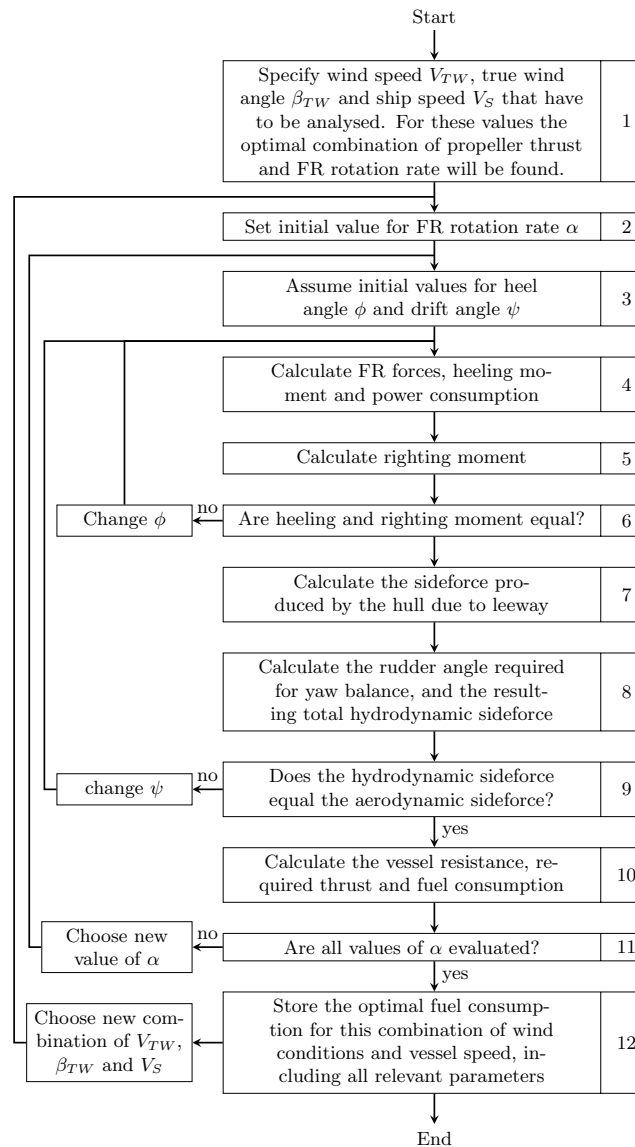 Start
Specify wind speed V_{TW}, true wind
angle β_{TW} and ship speed V_S that have
to be analysed. For these values the
optimal combination of propeller thrust
and FR rotation rate will be found.
1
Set initial value for FR rotation rate α
2
Assume initial values for heel
angle ϕ and drift angle ψ
3
Calculate FR forces, heeling mo-
ment and power consumption
4
Calculate righting moment
5
Change ϕ
no
Are heeling and righting moment equal?
6
Calculate the sideforce pro-
duced by the hull due to leeway
7
Calculate the rudder angle required
for yaw balance, and the result-
ing total hydrodynamic sideforce
8
change ψ
no
Does the hydrodynamic sideforce
equal the aerodynamic sideforce?
9
yes
Calculate the vessel resistance, re-
quired thrust and fuel consumption
10
Choose new
value of α
no
Are all values of α evaluated?
11
yes
Choose new com-
bination of V_{TW},
β_{TW} and V_S
Store the optimal fuel consump-
tion for this combination of wind
conditions and vessel speed, in-
cluding all relevant parameters
12
End